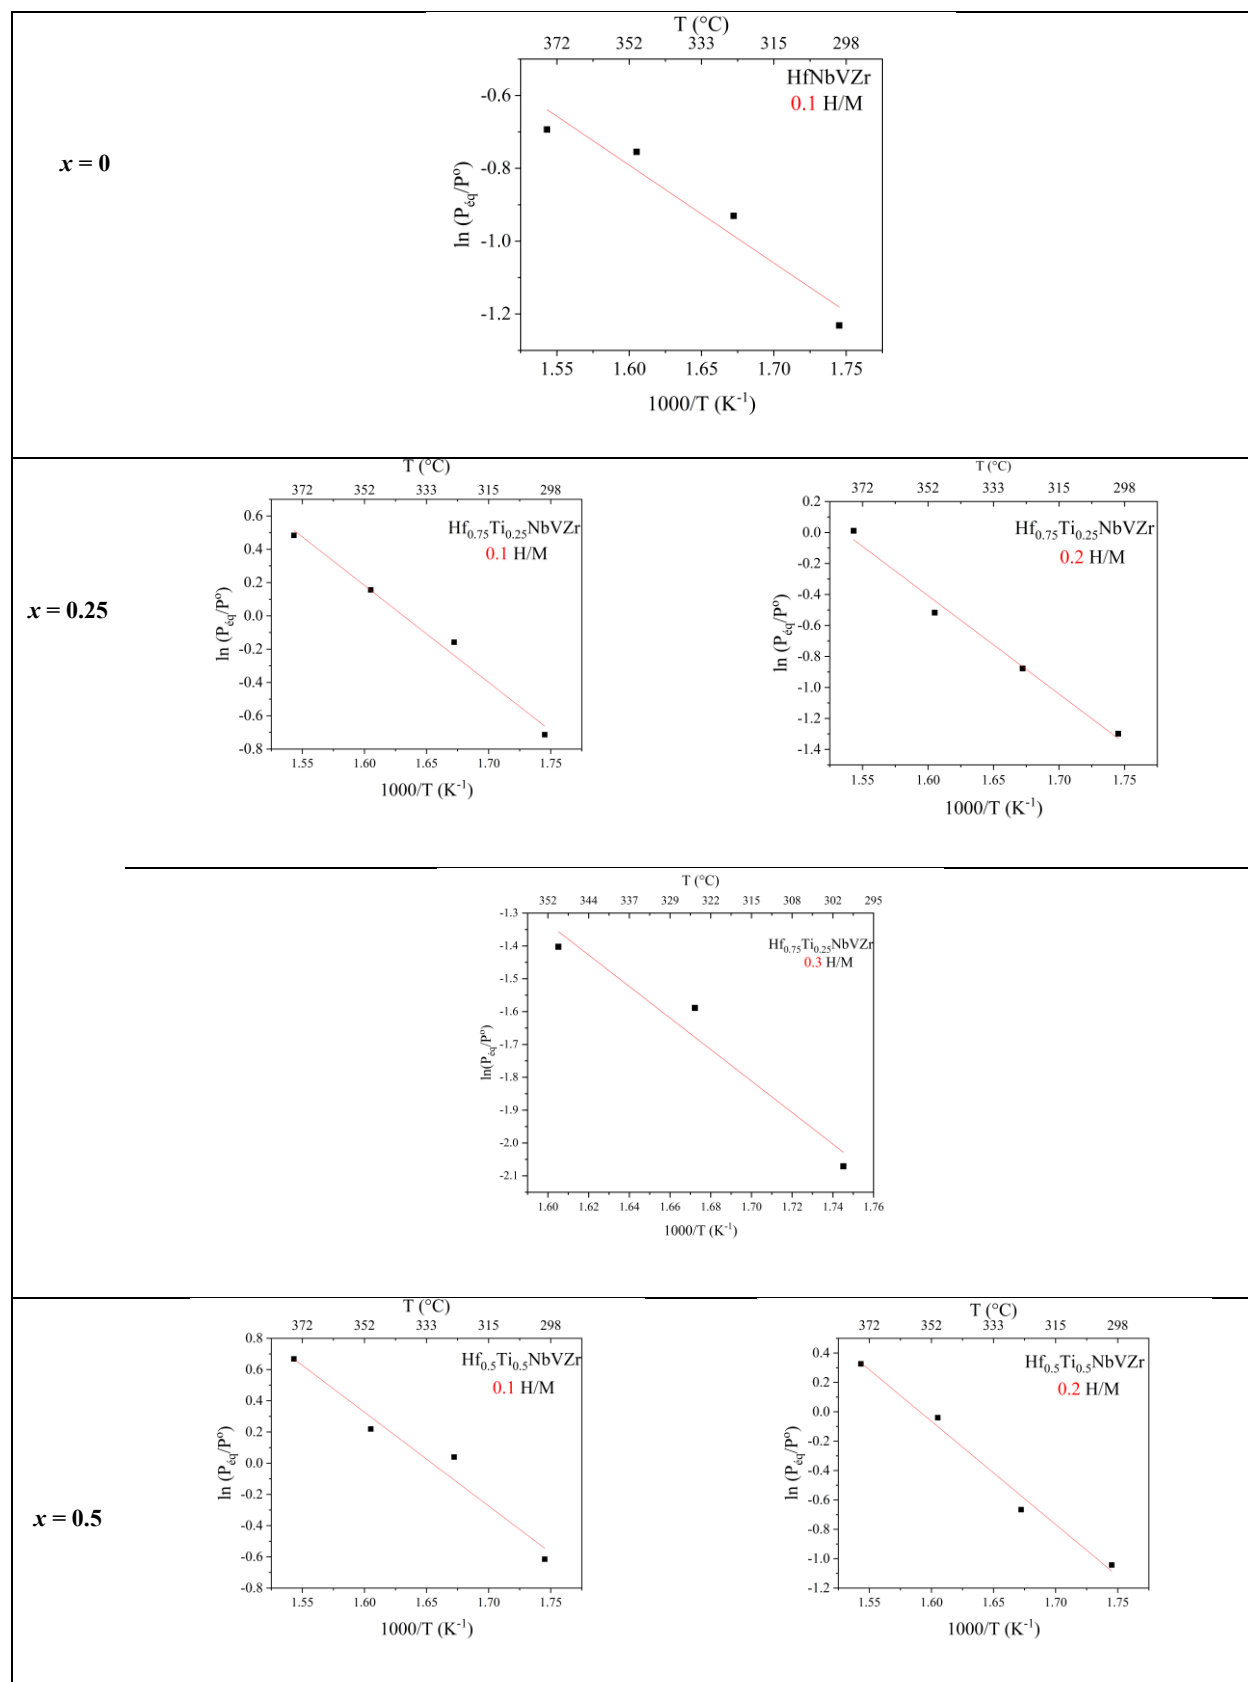 x = 0
T (°C)
372 352 333 315 298
HfNbVZr
0.1 H/M
-0.6
-0.8
-1.0
-1.2
ln (Péq/P°)
1.55 1.60 1.65 1.70 1.75
1000/T (K-1)
x = 0.25
T (°C)
372 352 333 315 298
Hf0.75Ti0.25NbVZr
0.1 H/M
0.6
0.4
0.2
0.0
-0.2
-0.4
-0.6
-0.8
ln (Péq/P°)
1.55 1.60 1.65 1.70 1.75
1000/T (K-1)
T (°C)
372 352 333 315 298
Hf0.75Ti0.25NbVZr
0.2 H/M
0.2
0.0
-0.2
-0.4
-0.6
-0.8
-1.0
-1.2
-1.4
ln (Péq/P°)
1.55 1.60 1.65 1.70 1.75
1000/T (K-1)
T (°C)
352 344 337 329 322 315 308 302 295
Hf0.75Ti0.25NbVZr
0.3 H/M
-1.3
-1.4
-1.5
-1.6
-1.7
-1.8
-1.9
-2.0
-2.1
ln(Péq/P°)
1.60 1.62 1.64 1.66 1.68 1.70 1.72 1.74 1.76
1000/T (K-1)
x = 0.5
T (°C)
372 352 333 315 298
Hf0.5Ti0.5NbVZr
0.1 H/M
0.8
0.6
0.4
0.2
0.0
-0.2
-0.4
-0.6
-0.8
ln (Péq/P°)
1.55 1.60 1.65 1.70 1.75
1000/T (K-1)
T (°C)
372 352 333 315 298
Hf0.5Ti0.5NbVZr
0.2 H/M
0.4
0.2
0.0
-0.2
-0.4
-0.6
-0.8
-1.0
-1.2
ln (Péq/P°)
1.55 1.60 1.65 1.70 1.75
1000/T (K-1)